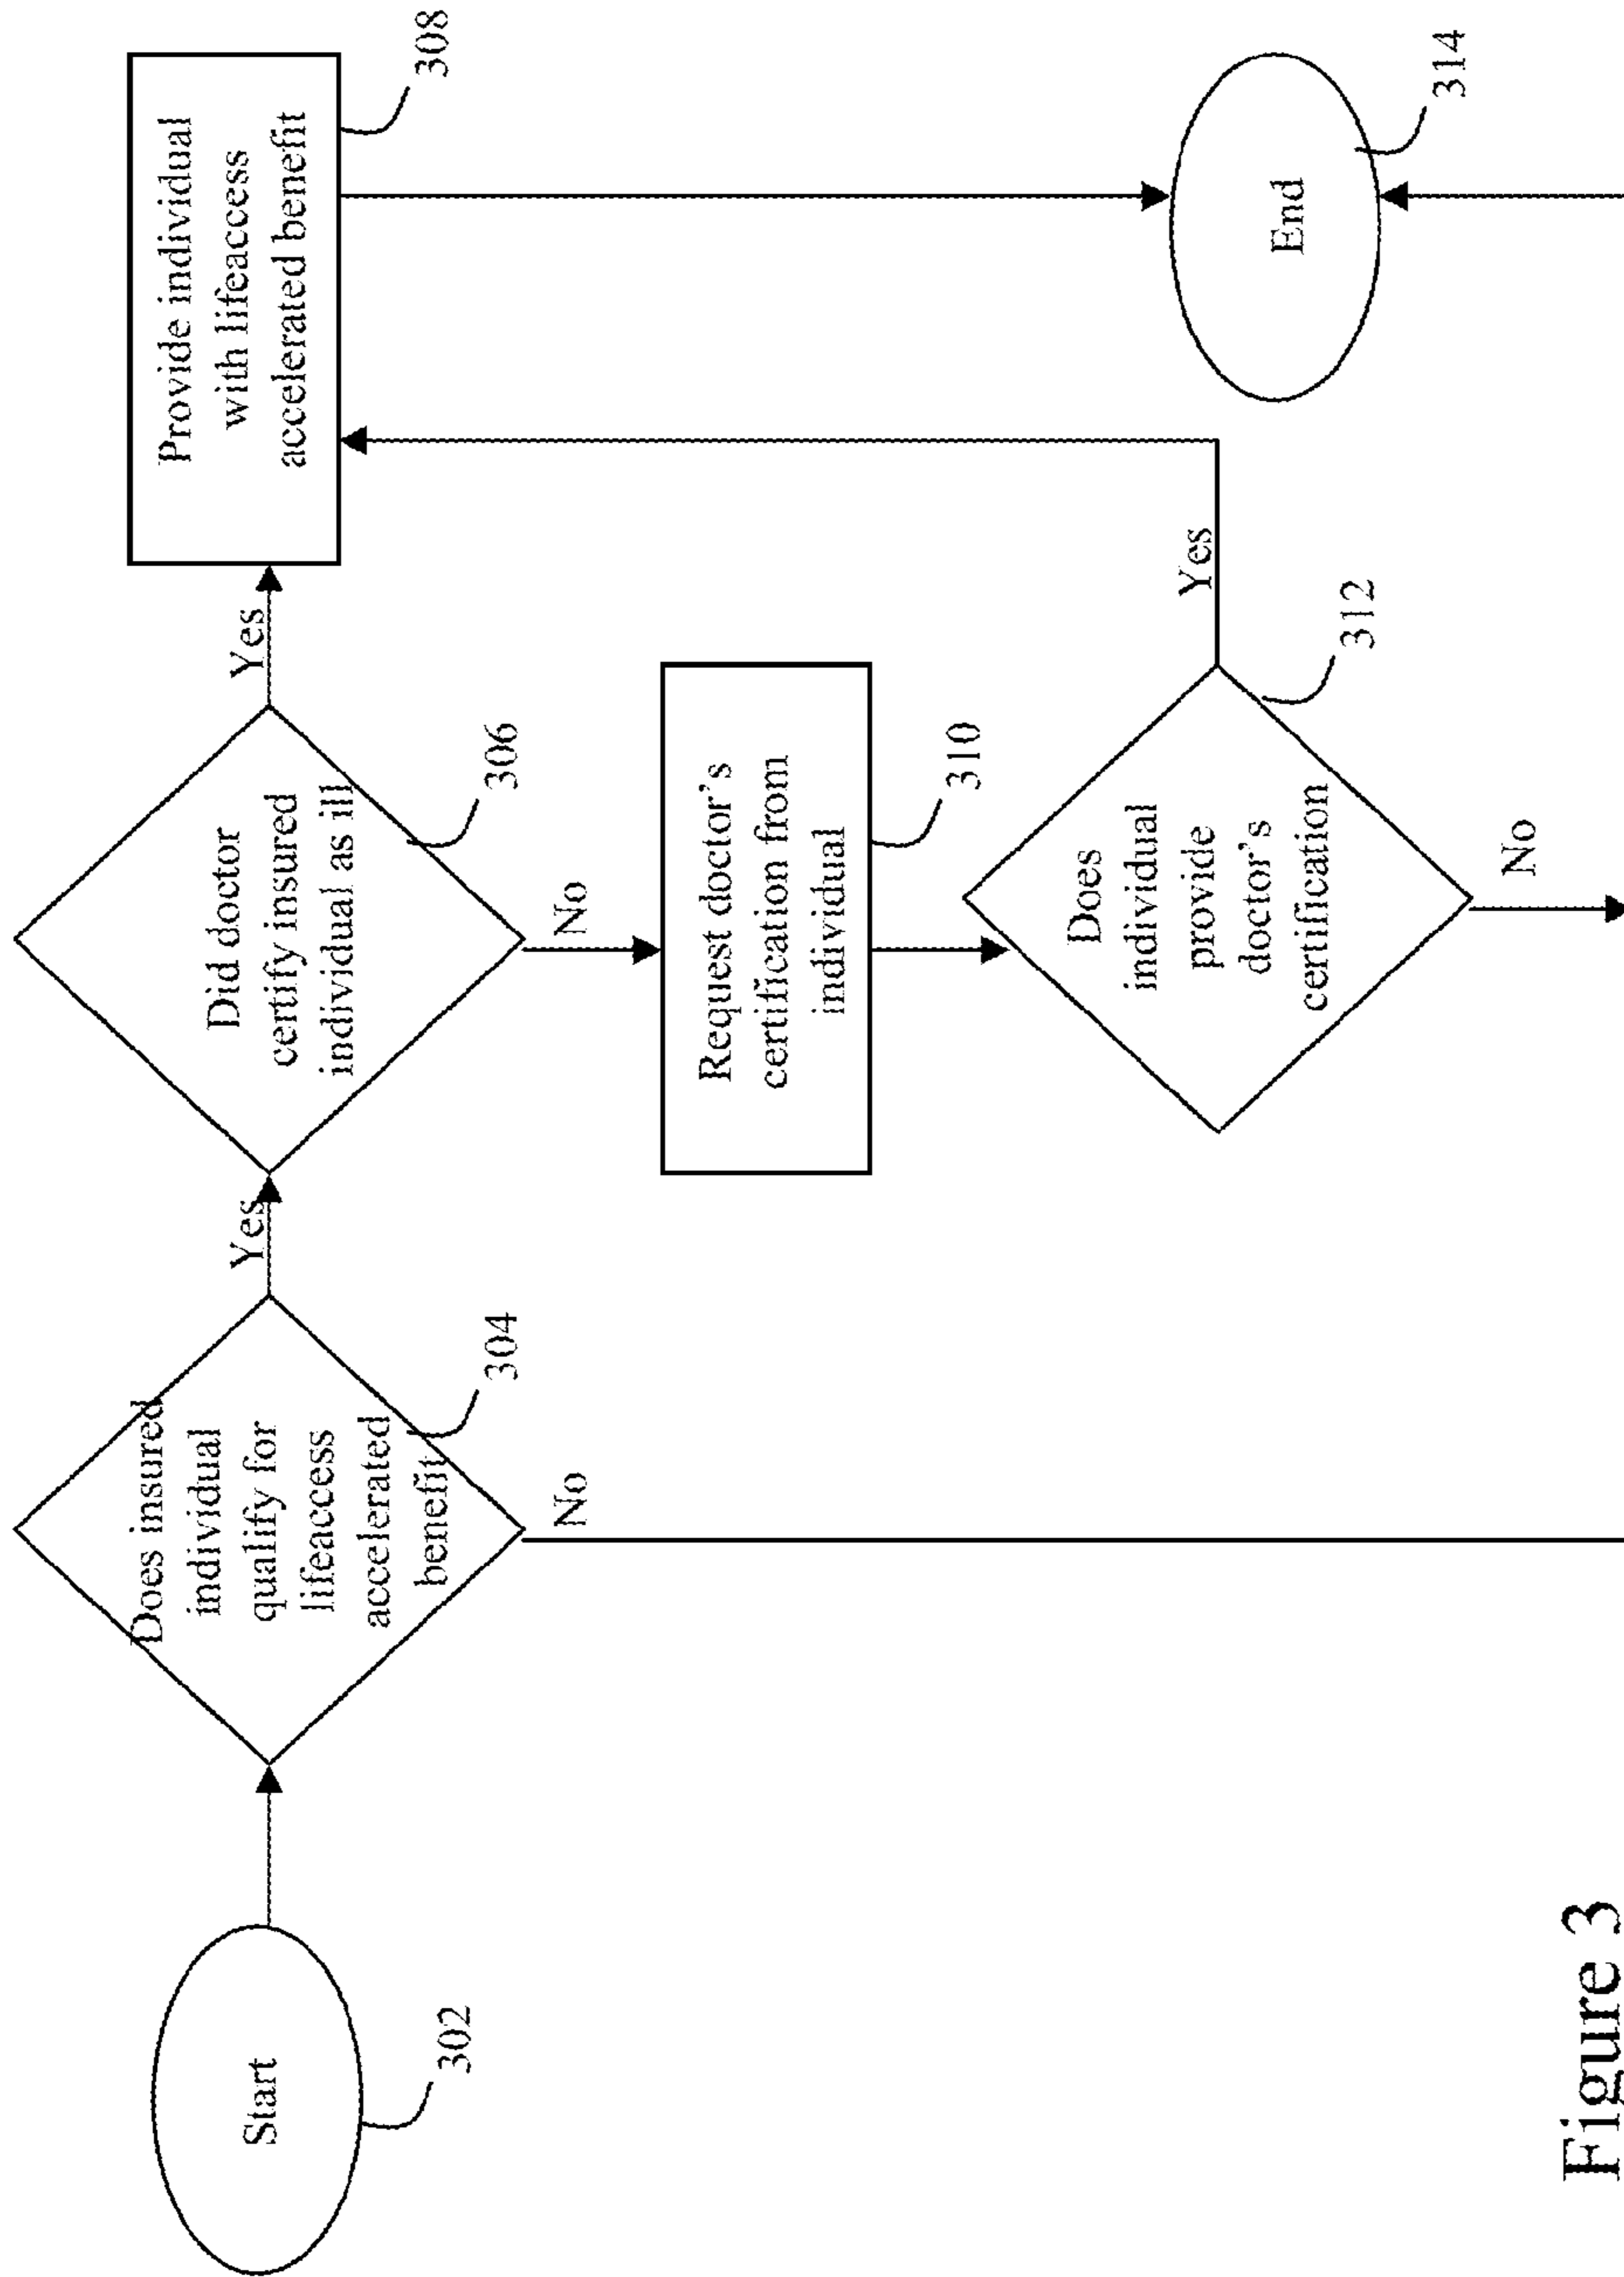 Start
302
Does insured
individual
qualify for
lifeaccess
accelerated
benefit
304
Yes
No
Did doctor
certify insured
individual as ill
306
Yes
No
Provide individual
with lifeaccess
accelerated benefit
308
Request doctor's
certification from
individual
310
Does
individual
provide
doctor's
certification
312
Yes
No
End
314
Figure 3